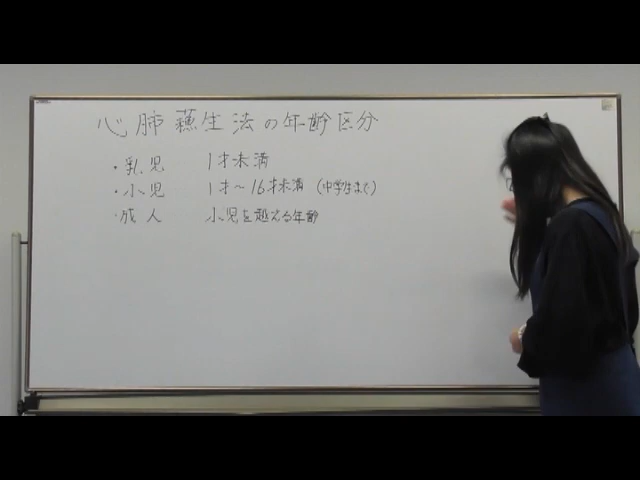 心肺蘇生法の年齢区分
・乳児 1才未満
・小児 1才～16才未満 (中学生まで)
・成人 小児を越える年齢